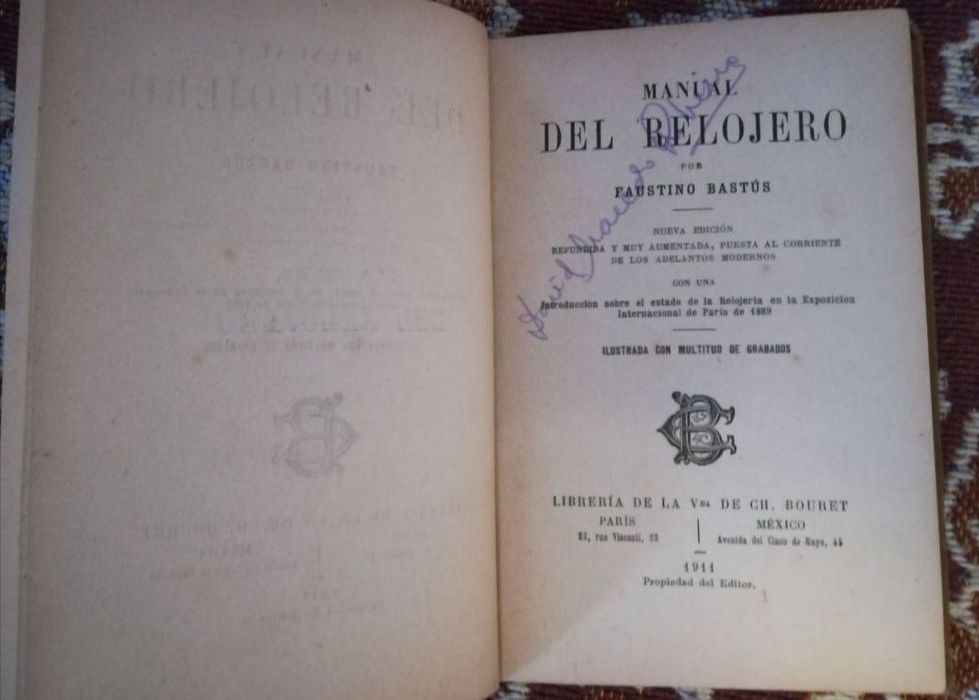 MANUAL
DEL RELOJERO
POR
FAUSTINO BASTÚS
NUEVA EDICIÓN
REFUNDIDA Y MUY AUMENTADA, PUESTA AL CORRIENTE
DE LOS ADELANTOS MODERNOS
CON UNA
Introducción sobre el estado de la Relojería en la Exposición
Internacional de París de 1889
ILUSTRADA CON MULTITUD DE GRABADOS
LIBRERÍA DE LA Vda DE CH. BOURET
PARÍS
23, rue Visconti, 23
MÉXICO
Avenida del Cinco de Mayo, 45
1911
Propiedad del Editor.